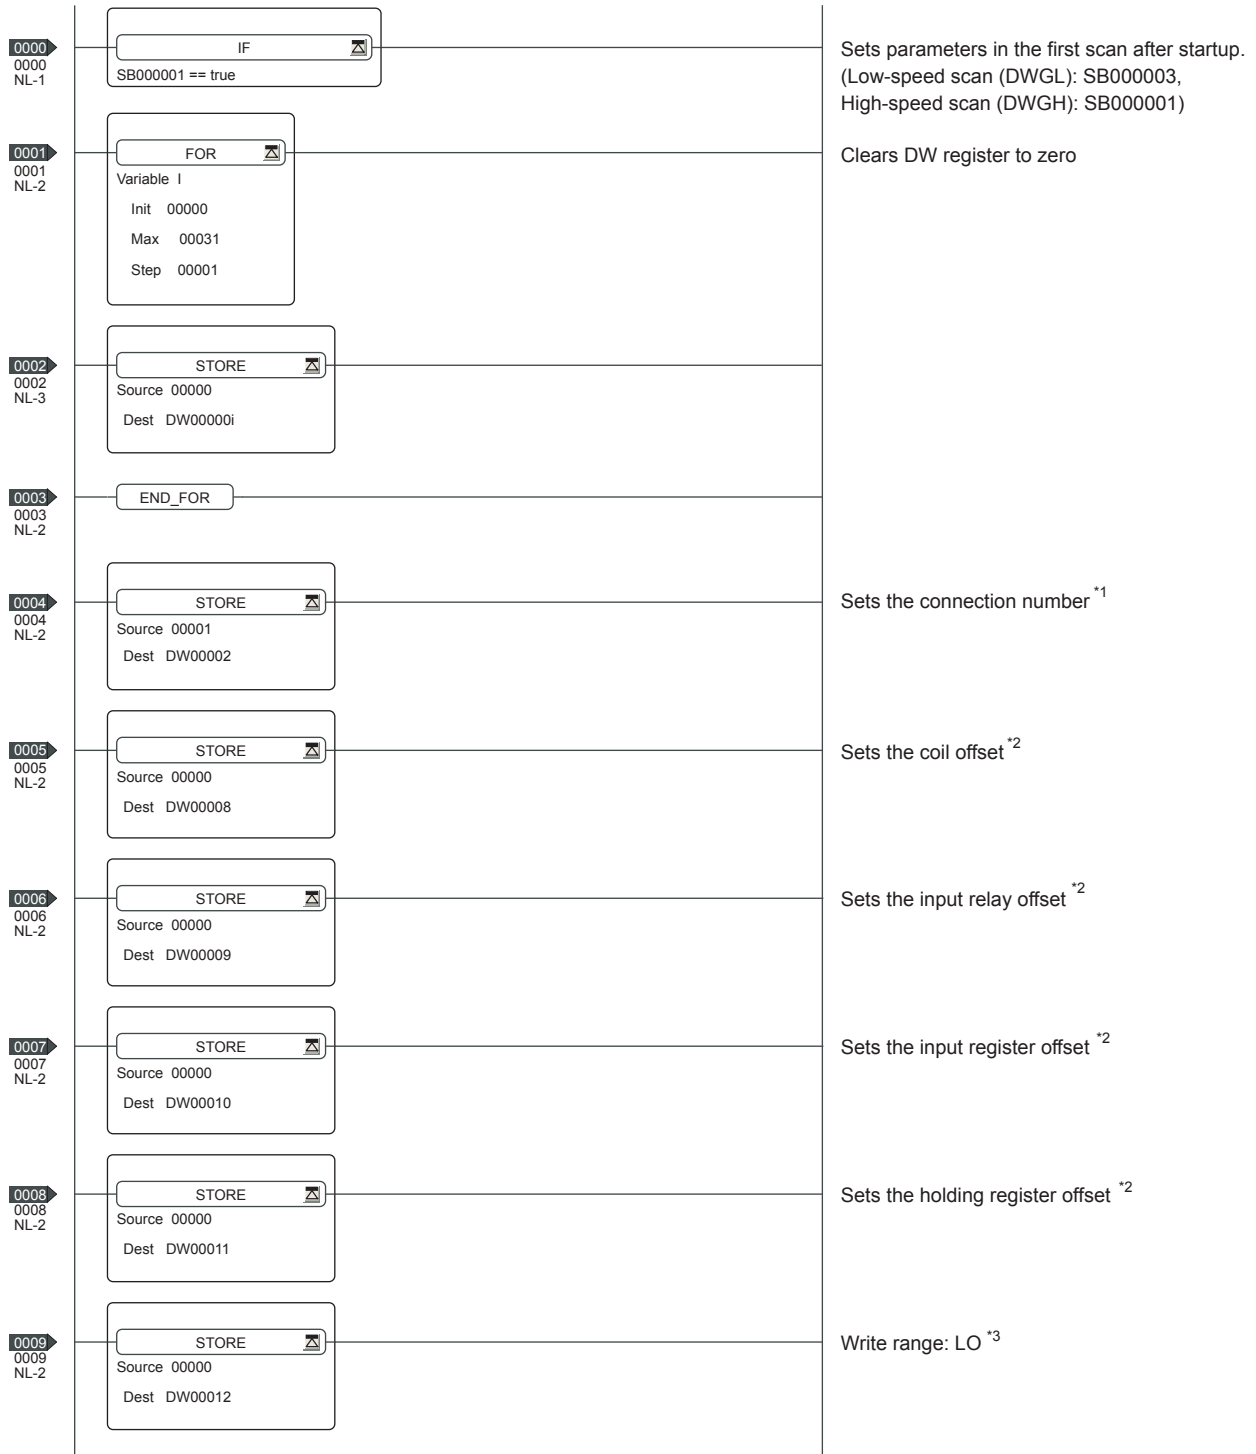 IF
0000
0000
NL-1
SB000001 == true
Sets parameters in the first scan after startup.
(Low-speed scan (DWGL): SB000003,
High-speed scan (DWGH): SB000001)
FOR
0001
0001
NL-2
Variable I
Init 00000
Max 00031
Step 00001
Clears DW register to zero
STORE
0002
0002
NL-3
Source 00000
Dest DW00000i
END_FOR
0003
0003
NL-2
STORE
0004
0004
NL-2
Source 00001
Dest DW00002
Sets the connection number *1
STORE
0005
0005
NL-2
Source 00000
Dest DW00008
Sets the coil offset *2
STORE
0006
0006
NL-2
Source 00000
Dest DW00009
Sets the input relay offset *2
STORE
0007
0007
NL-2
Source 00000
Dest DW00010
Sets the input register offset *2
STORE
0008
0008
NL-2
Source 00000
Dest DW00011
Sets the holding register offset *2
STORE
0009
0009
NL-2
Source 00000
Dest DW00012
Write range: LO *3